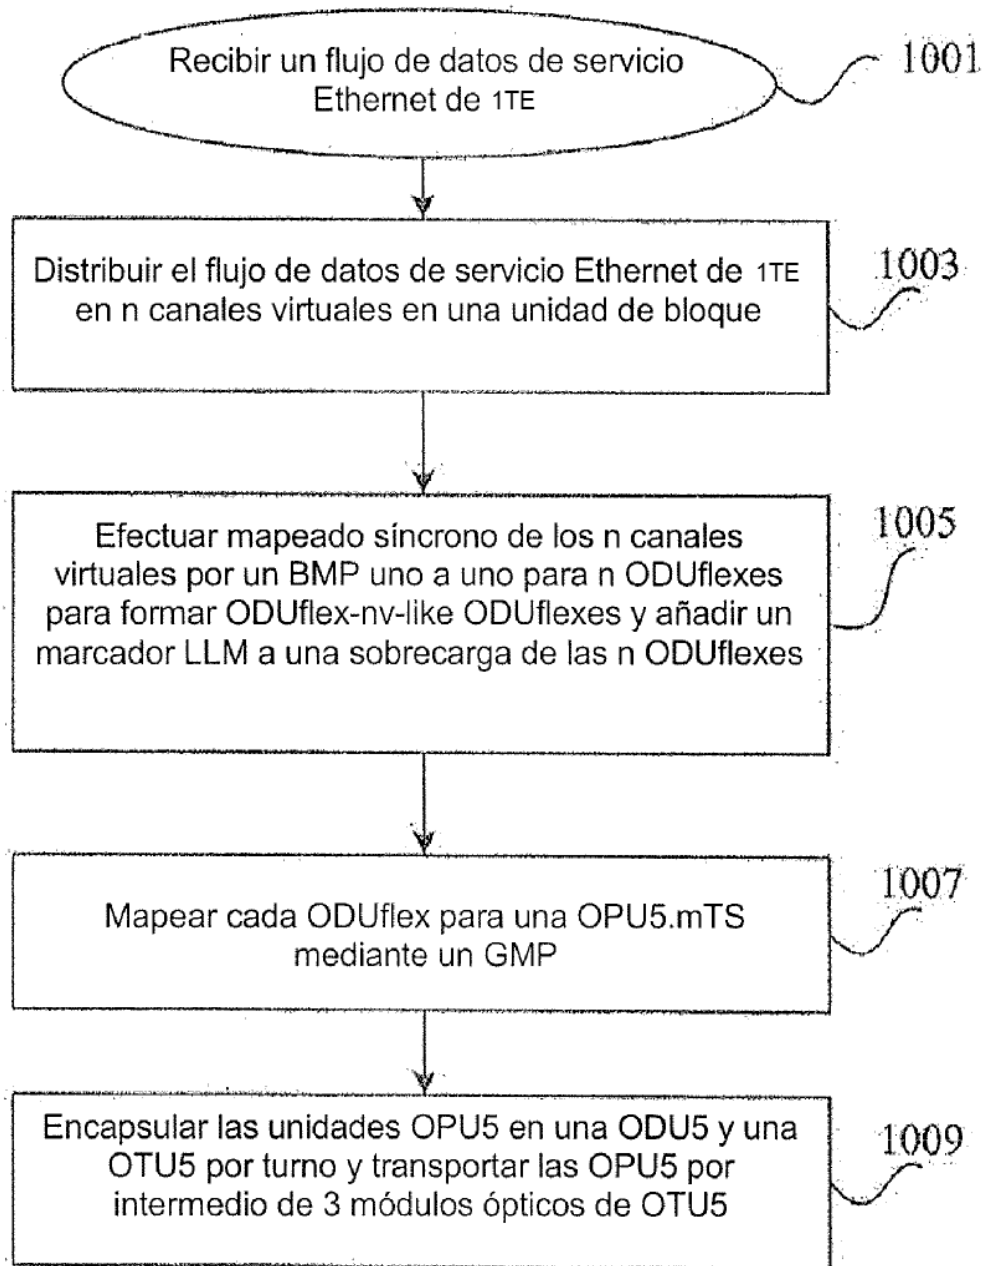 Recibir un flujo de datos de servicio
Ethernet de 1TE
1001
Distribuir el flujo de datos de servicio Ethernet de 1TE
en n canales virtuales en una unidad de bloque
1003
Efectuar mapeado síncrono de los n canales
virtuales por un BMP uno a uno para n ODUflexes
para formar ODUflex-nv-like ODUflexes y añadir un
marcador LLM a una sobrecarga de las n ODUflexes
1005
Mapear cada ODUflex para una OPU5.mTS
mediante un GMP
1007
Encapsular las unidades OPU5 en una ODU5 y una
OTU5 por turno y transportar las OPU5 por
intermedio de 3 módulos ópticos de OTU5
1009